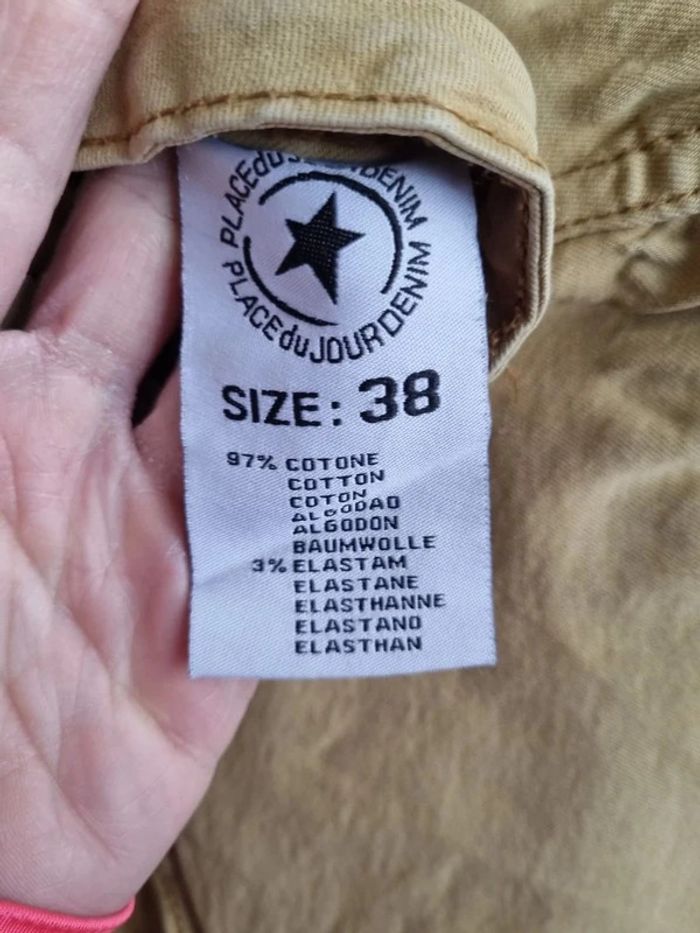 PLACEduJOURDENIM
PLACEduJOURDENIM
SIZE: 38
97% COTONE
COTTON
COTON
ALGODAO
ALGODON
BAUMWOLLE
3% ELASTAM
ELASTANE
ELASTHANNE
ELASTANO
ELASTHAN